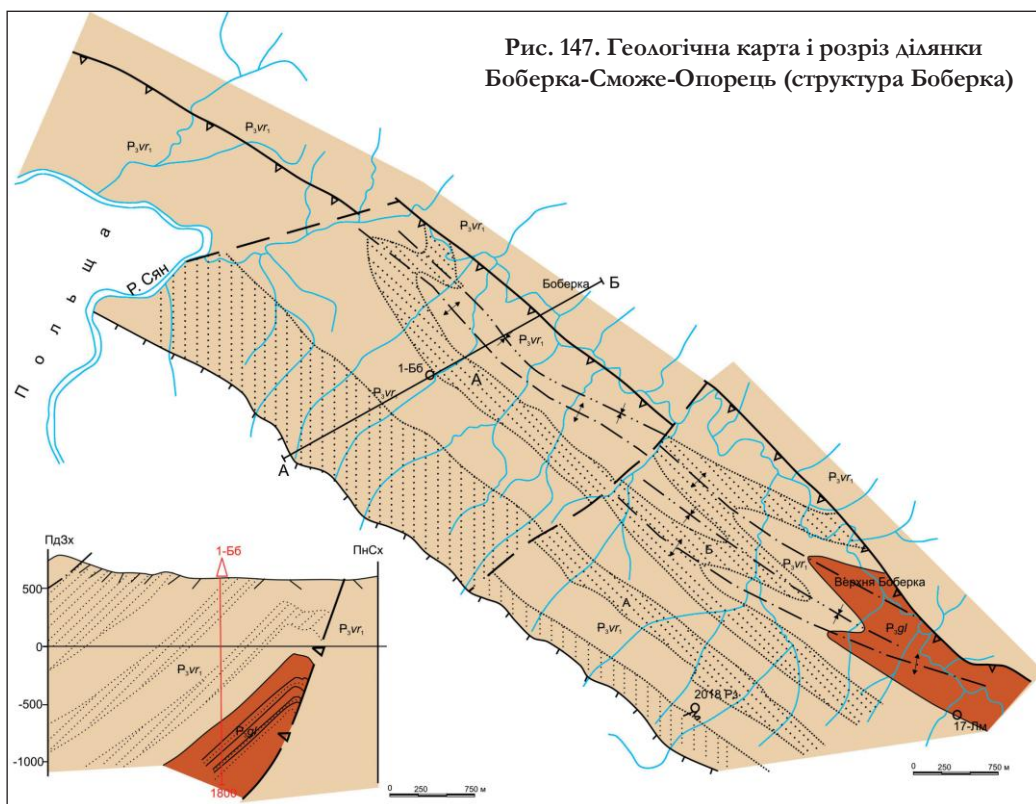 Рис. 147. Геологічна карта і розріз ділянки
Боберка-Сможе-Опорець (структура Боберка)
P₃vr₁
P₃vr₁
P₃vr₁
Польща
Р. Сян
Боберка
Б
P₃vr₁
1-Бб
А
P₃vr₁
А
P₃vr₁
Б
P₃vr₁
Верхня Боберка
А
P₃gl
P₃vr₁
2018 Рз
17-Лм
0 250 750 м
ПдЗх
1-Бб
ПнСх
500
P₃vr₁
0
P₃vr₁
-500
P₃gl
-1000
1800
0 250 750 м